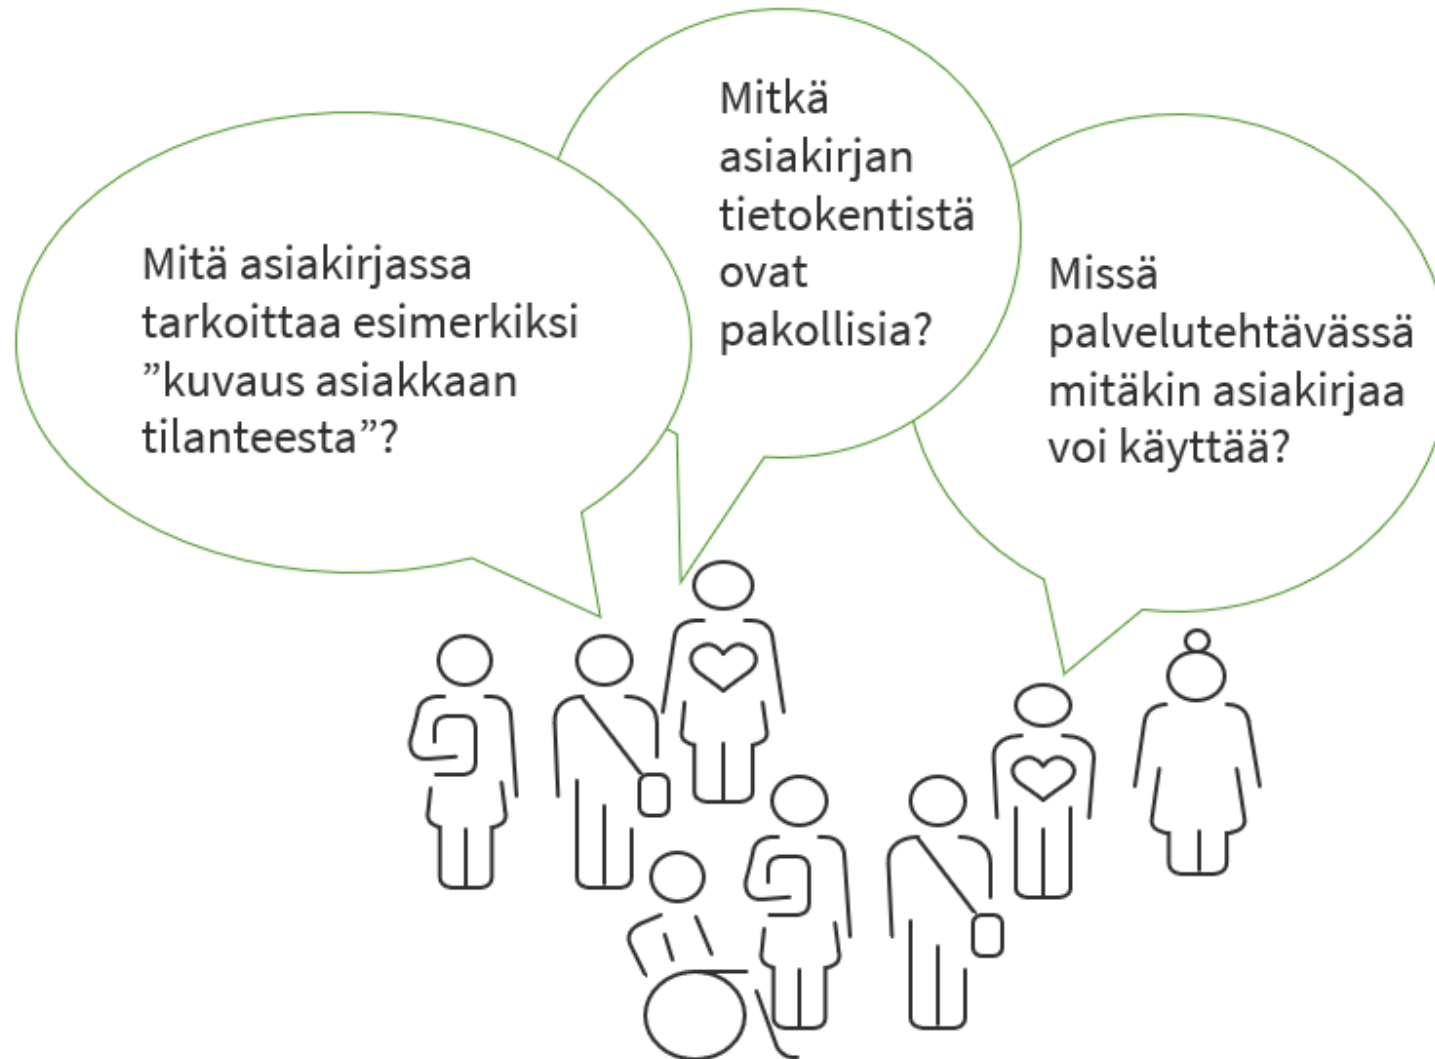 Mitä asiakirjassa
tarkoittaa esimerkiksi
”kuvaus asiakkaan
tilanteesta”?
Mitkä
asiakirjan
tietokentistä
ovat
pakollisia?
Missä
palvelutehtävässä
mitäkin asiakirjaa
voi käyttää?